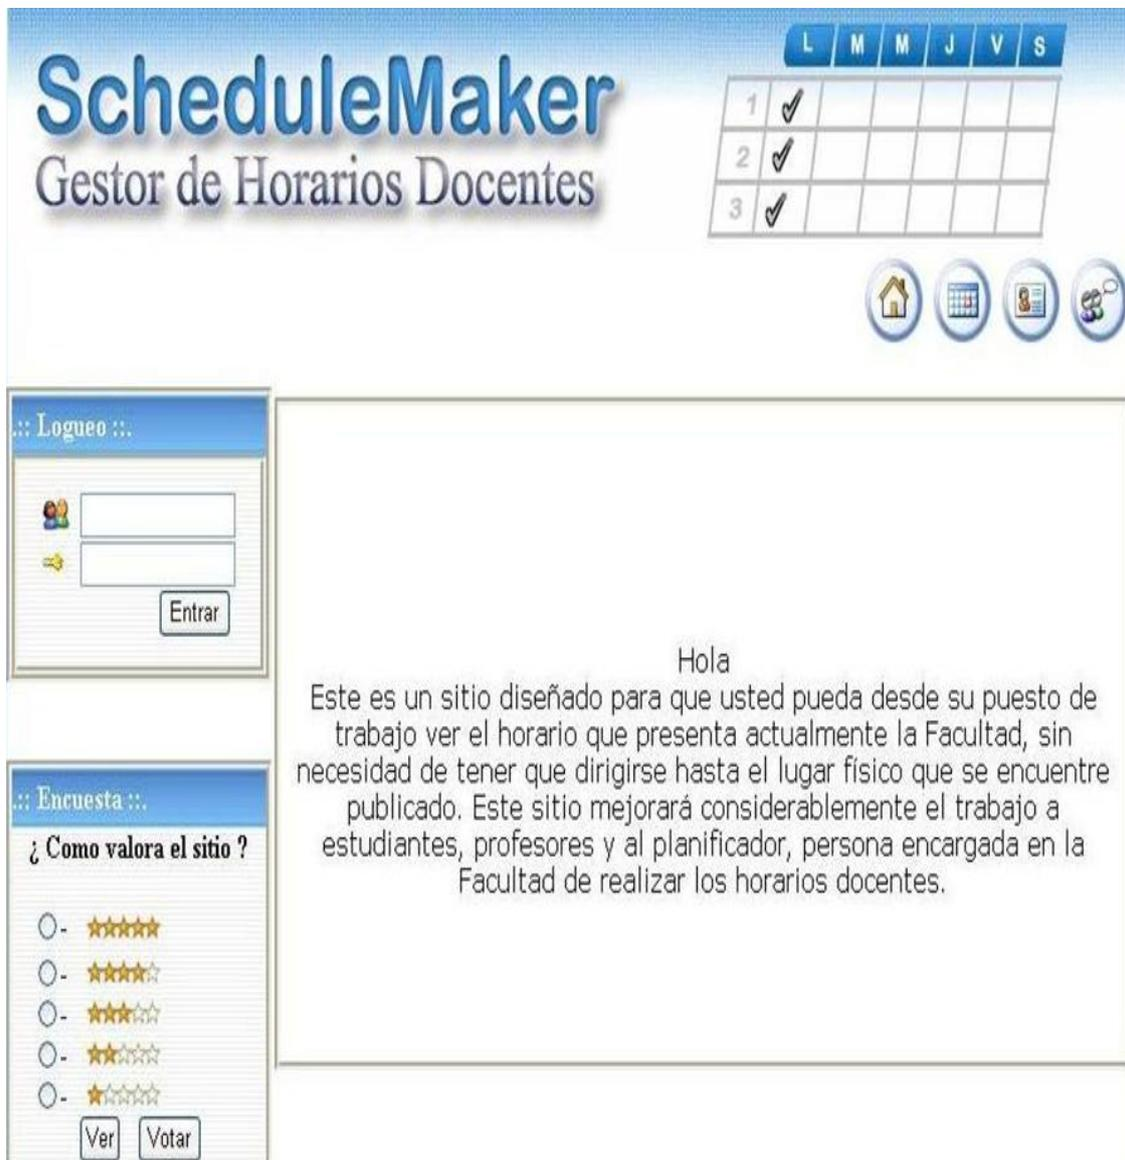 ScheduleMaker
Gestor de Horarios Docentes
L M M J V S
1
2
3
.:: Logueo ::.
Entrar
.:: Encuesta ::.
¿ Como valora el sitio ?
-
-
-
-
-
Ver Votar
Hola
Este es un sitio diseñado para que usted pueda desde su puesto de
trabajo ver el horario que presenta actualmente la Facultad, sin
necesidad de tener que dirigirse hasta el lugar físico que se encuentre
publicado. Este sitio mejorará considerablemente el trabajo a
estudiantes, profesores y al planificador, persona encargada en la
Facultad de realizar los horarios docentes.